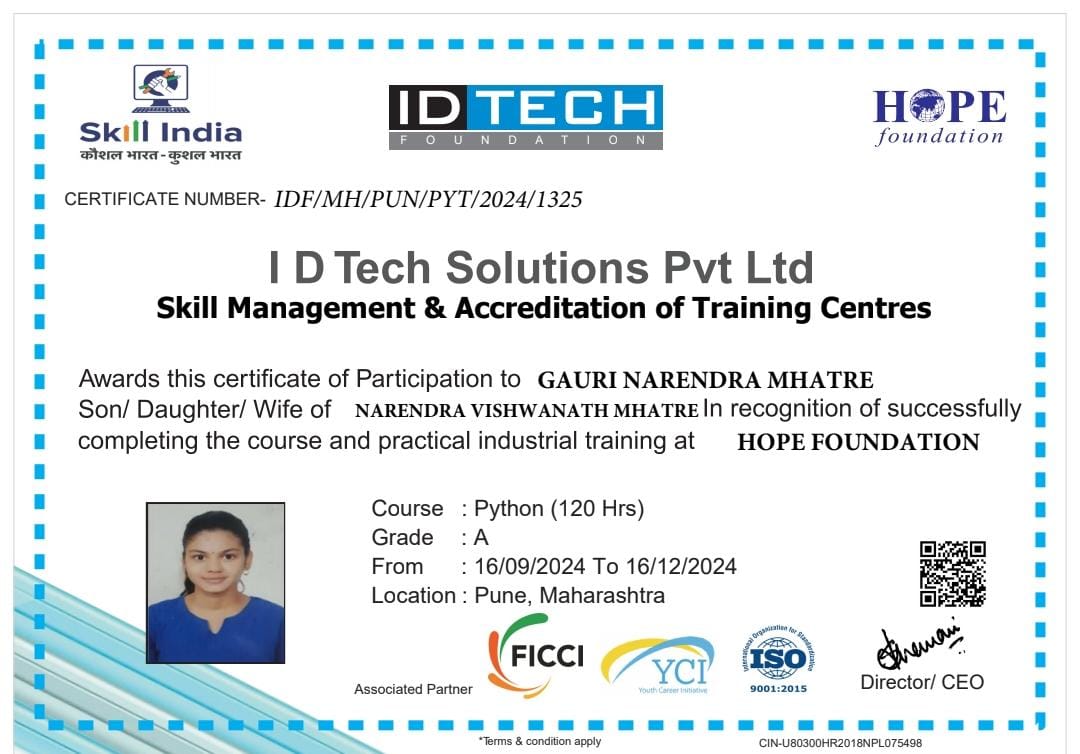 Skill India
कौशल भारत - कुशल भारत
ID TECH
FOUNDATION
HOPE
foundation
CERTIFICATE NUMBER- IDF/MH/PUN/PYT/2024/1325
I D Tech Solutions Pvt Ltd
Skill Management & Accreditation of Training Centres
Awards this certificate of Participation to GAURI NARENDRA MHATRE
Son/ Daughter/ Wife of NARENDRA VISHWANATH MHATRE In recognition of successfully
completing the course and practical industrial training at HOPE FOUNDATION
Course : Python (120 Hrs)
Grade : A
From : 16/09/2024 To 16/12/2024
Location : Pune, Maharashtra
Associated Partner
FICCI
YCI
Youth Career Initiative
International Organization for Standardization
ISO
9001:2015
Director/ CEO
*Terms & condition apply
CIN-U80300HR2018NPL075498